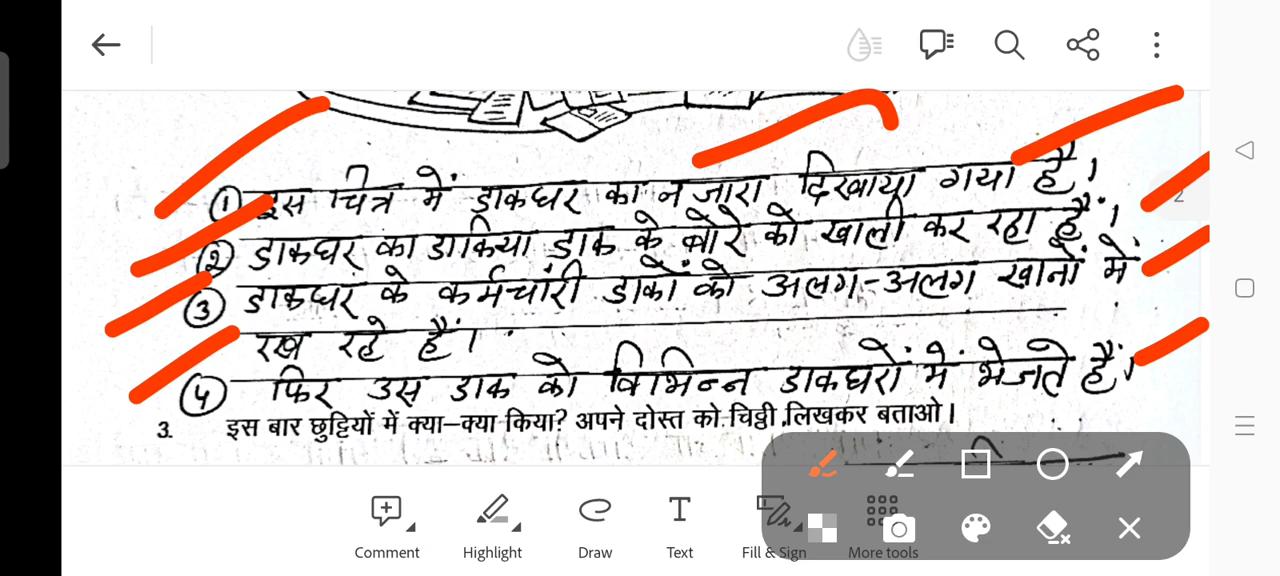 2
① इस चित्र में डाकघर का नजारा दिखाया गया है।
② डाकघर का डाकिया डाक के बोरे को खाली कर रहा है।
③ डाकघर के कर्मचारी डाकों को अलग-अलग खानों में
रख रहे हैं।
④ फिर उस डाक को विभिन्न डाकघरों में भेजते हैं।
3. इस बार छुट्टियों में क्या-क्या किया? अपने दोस्त को चिट्ठी लिखकर बताओ।
Comment Highlight Draw Text Fill & Sign More tools